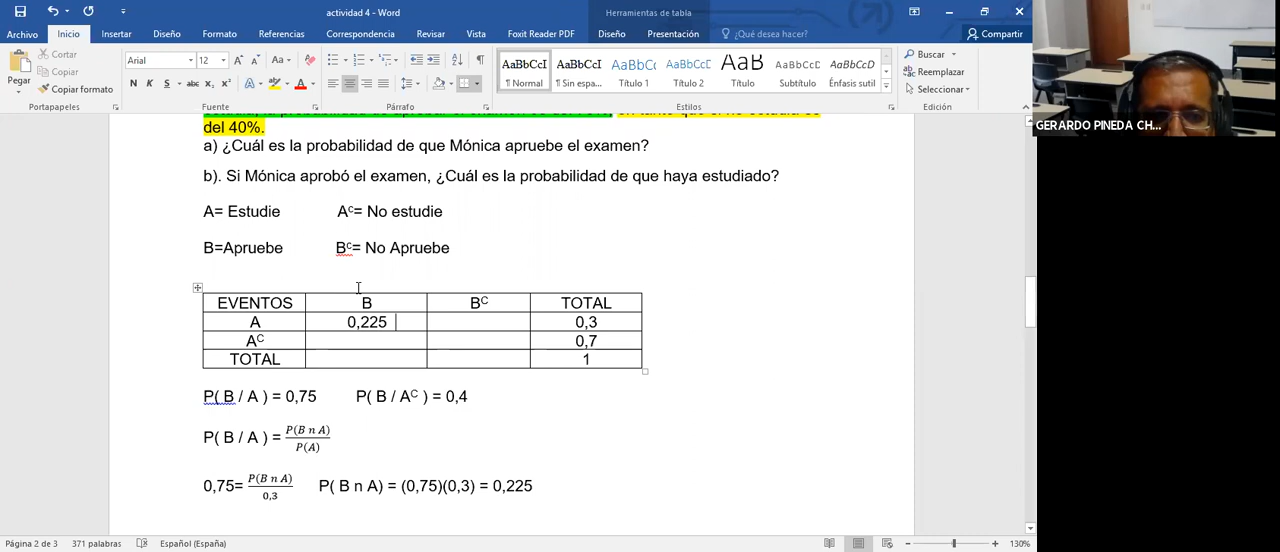 actividad 4 - Word
Herramientas de tabla
Archivo Inicio Insertar Diseño Formato Referencias Correspondencia Revisar Vista Foxit Reader PDF Diseño Presentación ¿Qué desea hacer? Compartir
Pegar
Cortar
Copiar
Copiar formato
Portapapeles
Arial 12
N K S abc
Fuente
Párrafo
AaBbCcI AaBbCcI AaBbCcI AaBbCcD AaB AaBbCcD AaBbCcD
¶ Normal ¶ Sin espa... Título 1 Título 2 Título Subtítulo Énfasis sutil
Estilos
Buscar
Reemplazar
Seleccionar
Edición
del 40%.
a) ¿Cuál es la probabilidad de que Mónica apruebe el examen?
b). Si Mónica aprobó el examen, ¿Cuál es la probabilidad de que haya estudiado?
A= Estudie Aᶜ= No estudie
B=Apruebe Bᶜ= No Apruebe
EVENTOS B Bᶜ TOTAL
A 0,225 0,3
Aᶜ 0,7
TOTAL 1
P( B / A ) = 0,75 P( B / Aᶜ ) = 0,4
P( B / A ) = P(B n A) / P(A)
0,75= P(B n A) / 0,3 P( B n A) = (0,75)(0,3) = 0,225
Página 2 de 3 371 palabras Español (España) 130%
GERARDO PINEDA CH...